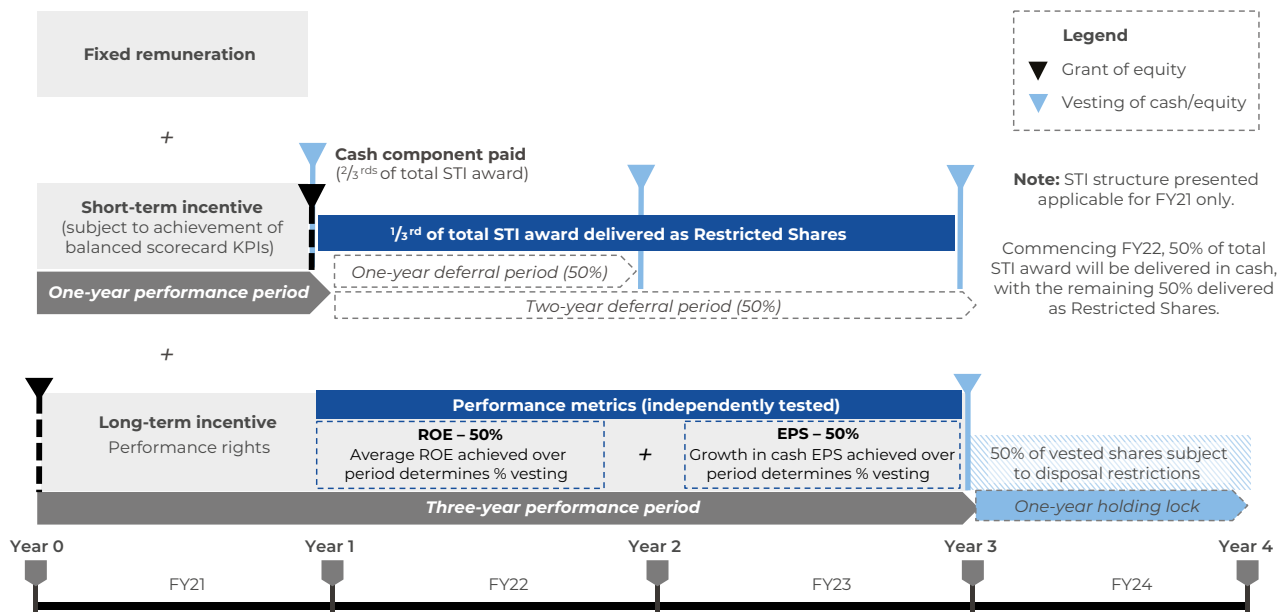 Fixed remuneration
Legend
Grant of equity
Vesting of cash/equity
+
Cash component paid
(2/3 rds of total STI award)
Short-term incentive
(subject to achievement of
balanced scorecard KPIs)
1/3 rd of total STI award delivered as Restricted Shares
One-year deferral period (50%)
One-year performance period
Two-year deferral period (50%)
Note: STI structure presented
applicable for FY21 only.
Commencing FY22, 50% of total
STI award will be delivered in cash,
with the remaining 50% delivered
as Restricted Shares.
+
Long-term incentive
Performance rights
Performance metrics (independently tested)
ROE – 50%
Average ROE achieved over
period determines % vesting
+
EPS – 50%
Growth in cash EPS achieved over
period determines % vesting
50% of vested shares subject
to disposal restrictions
Three-year performance period
One-year holding lock
Year 0
Year 1
Year 2
Year 3
Year 4
FY21
FY22
FY23
FY24